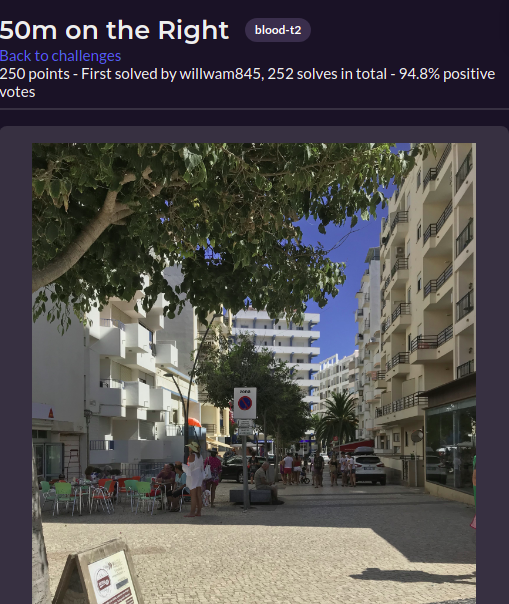 50m on the Right
blood-t2
Back to challenges
250 points - First solved by willwam845, 252 solves in total - 94.8% positive
votes
ZONA